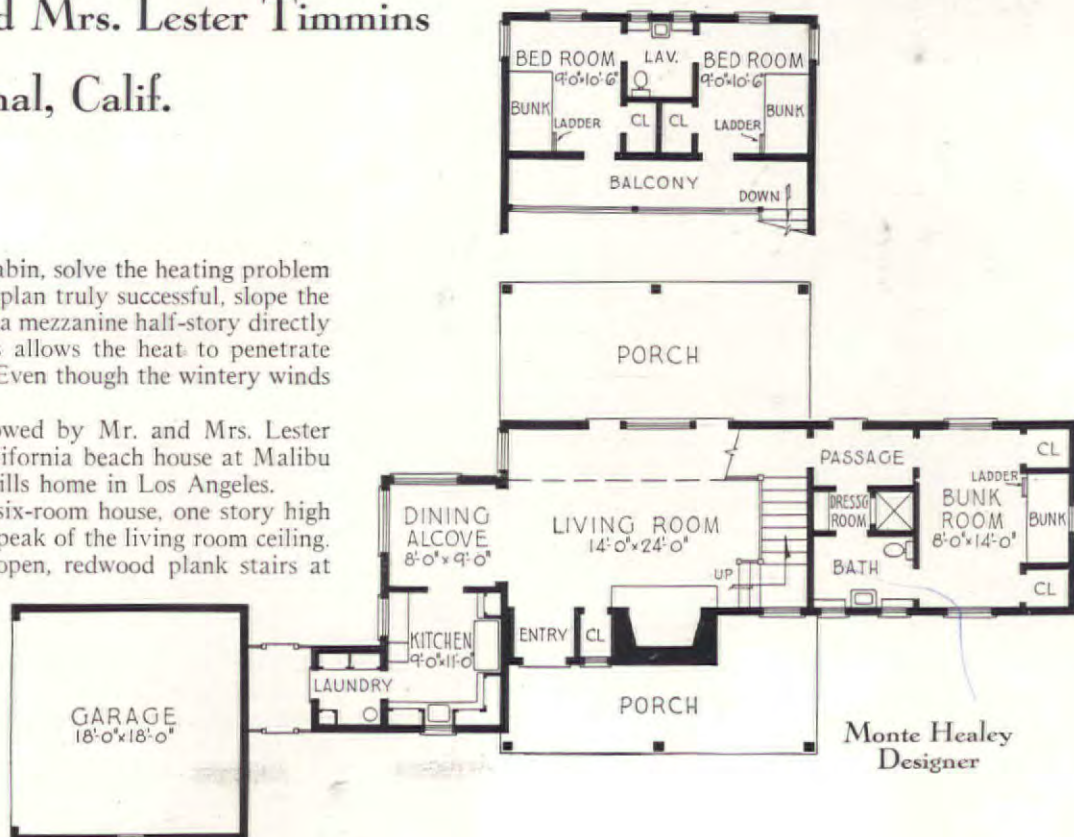 d Mrs. Lester Timmins
nal, Calif.
abin, solve the heating problem
plan truly successful, slope the
a mezzanine half-story directly
s allows the heat to penetrate
Even though the wintery winds
owed by Mr. and Mrs. Lester
ifornia beach house at Malibu
ills home in Los Angeles.
six-room house, one story high
peak of the living room ceiling.
open, redwood plank stairs at
BED ROOM
9'-0"x10'-6"
LAV.
BED ROOM
9'-0"x10'-6"
BUNK
LADDER
CL
CL
LADDER
BUNK
BALCONY
DOWN
PORCH
PASSAGE
CL
LADDER
DRESS'G
ROOM
BUNK
ROOM
8'-0"x14'-0"
BUNK
DINING
ALCOVE
8'-0"x9'-0"
LIVING ROOM
14'-0"x24'-0"
UP
BATH
CL
ENTRY
CL
KITCHEN
9'-0"x11'-0"
LAUNDRY
GARAGE
18'-0"x18'-0"
PORCH
Monte Healey
Designer